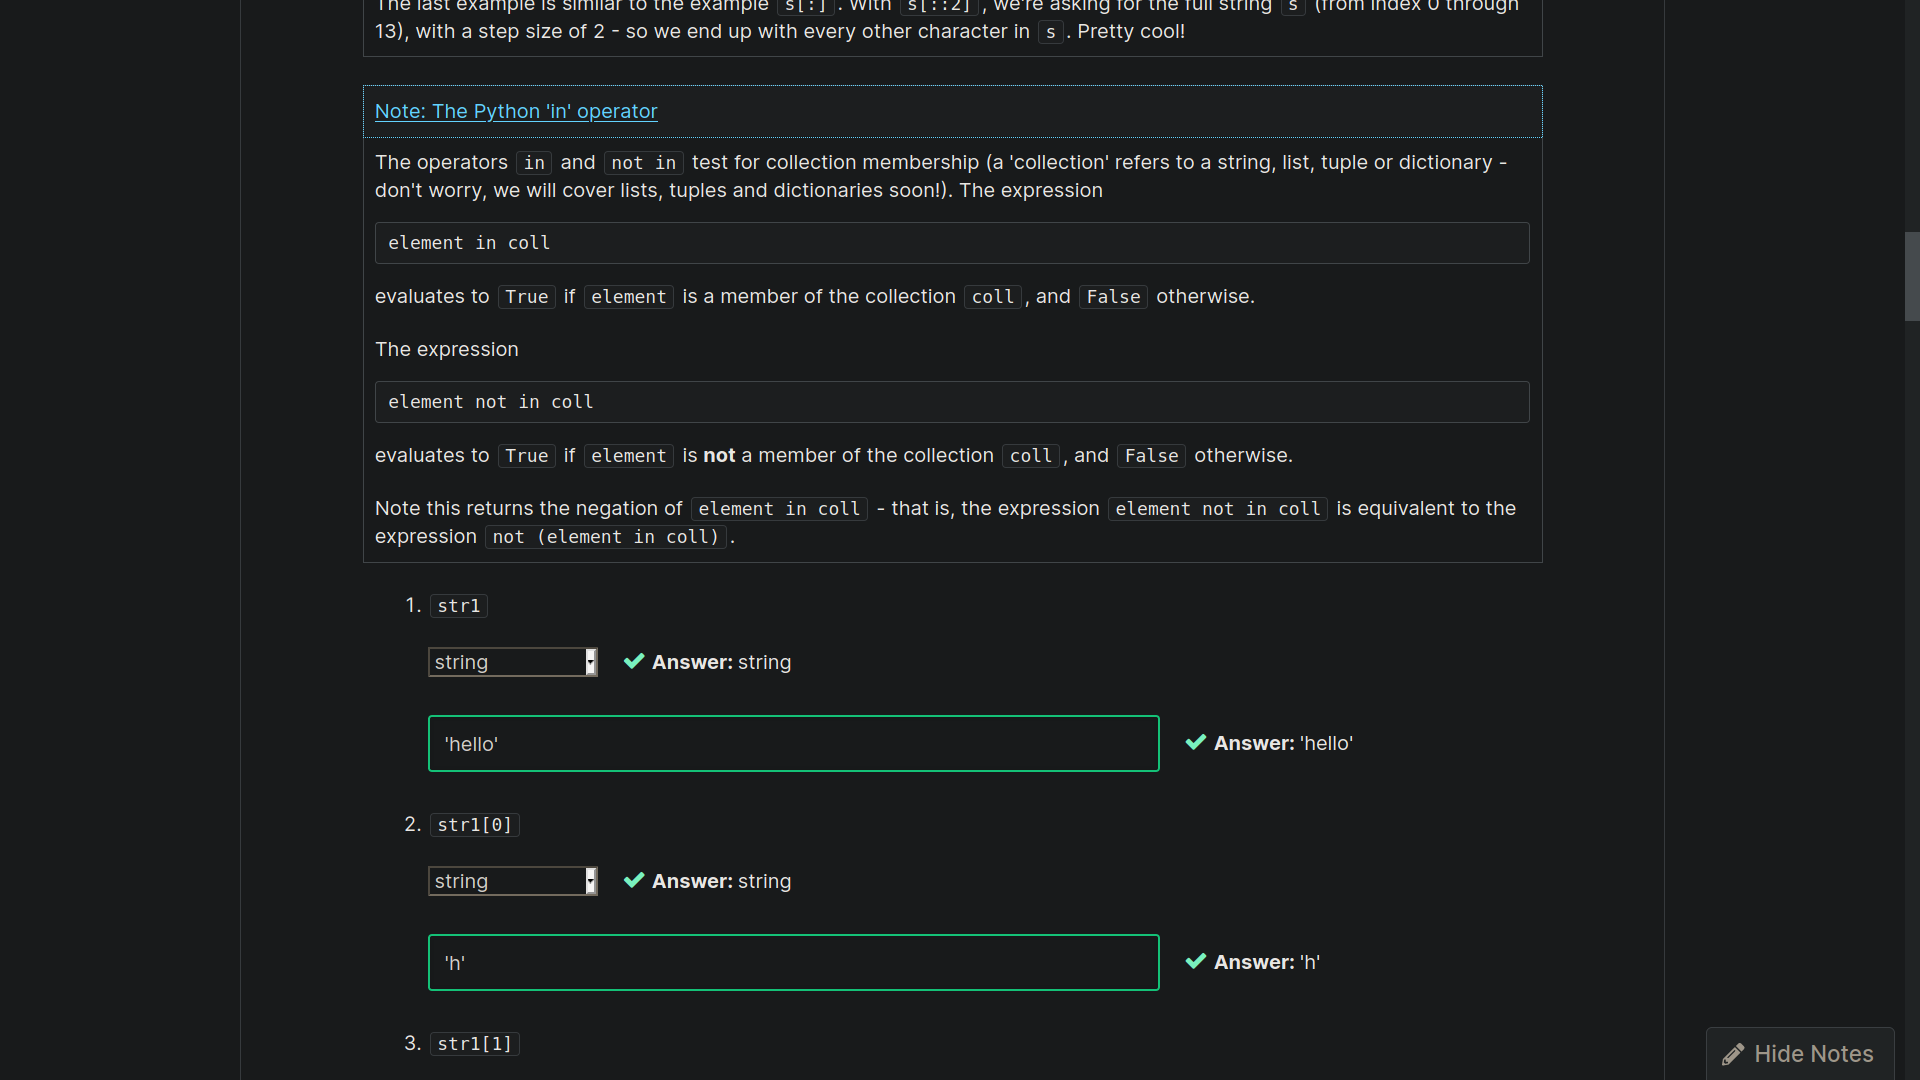 The last example is similar to the example s[:]. With s[::2], we're asking for the full string s (from index 0 through
13), with a step size of 2 - so we end up with every other character in s. Pretty cool!
Note: The Python 'in' operator
The operators in and not in test for collection membership (a 'collection' refers to a string, list, tuple or dictionary -
don't worry, we will cover lists, tuples and dictionaries soon!). The expression
element in coll
evaluates to True if element is a member of the collection coll, and False otherwise.
The expression
element not in coll
evaluates to True if element is not a member of the collection coll, and False otherwise.
Note this returns the negation of element in coll - that is, the expression element not in coll is equivalent to the
expression not (element in coll).
1. str1
string Answer: string
'hello' Answer: 'hello'
2. str1[0]
string Answer: string
'h' Answer: 'h'
3. str1[1]
Hide Notes